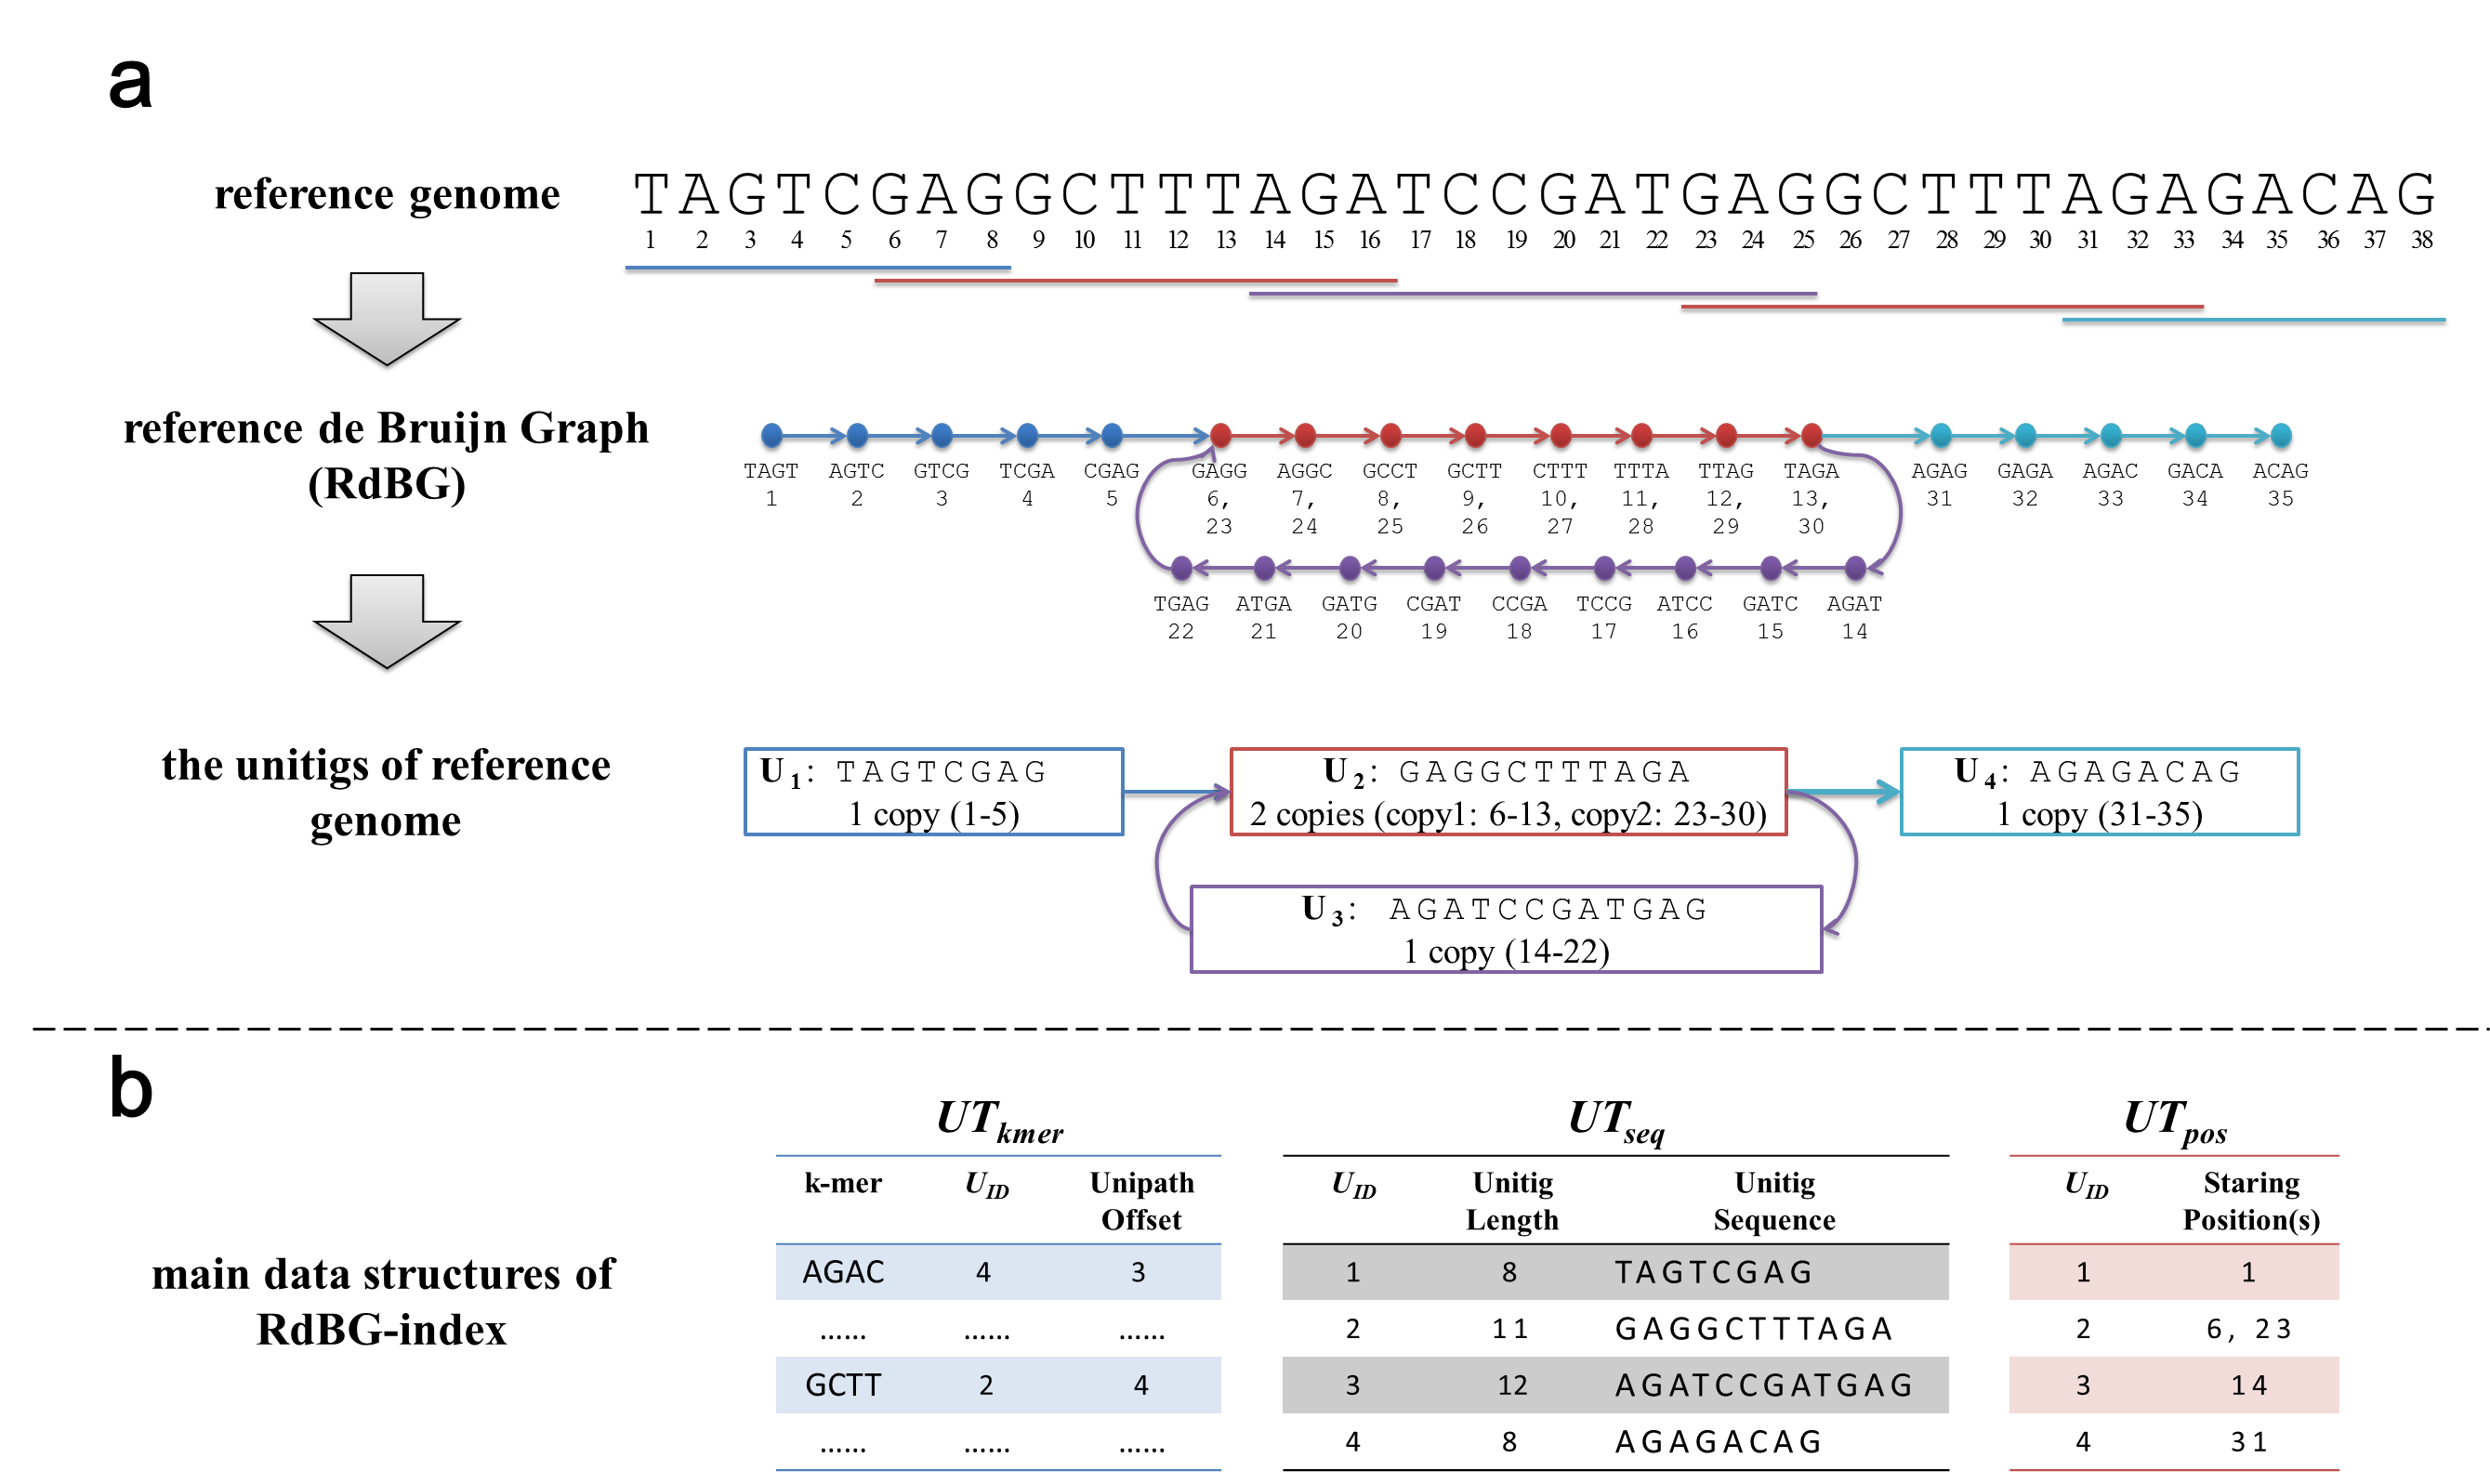 a
reference genome
TAGTCGAGGCTTTAGATCCGATGAGGCTTTAGAGACAG
1 2 3 4 5 6 7 8 9 10 11 12 13 14 15 16 17 18 19 20 21 22 23 24 25 26 27 28 29 30 31 32 33 34 35 36 37 38
reference de Bruijn Graph
(RdBG)
TAGT AGTC GTCG TCGA CGAG GAGG AGGC GCCT GCTT CTTT TTTA TTAG TAGA AGAG GAGA AGAC GACA ACAG
1 2 3 4 5 6, 7, 8, 9, 10, 11, 12, 13, 31 32 33 34 35
23 24 25 26 27 28 29 30
TGAG ATGA GATG CGAT CCGA TCCG ATCC GATC AGAT
22 21 20 19 18 17 16 15 14
the unitigs of reference
genome
U1: TAGTCGAG
1 copy (1-5)
U2: GAGGCTTTAGA
2 copies (copy1: 6-13, copy2: 23-30)
U4: AGAGACAG
1 copy (31-35)
U3: AGATCCGATGAG
1 copy (14-22)
b
main data structures of
RdBG-index
UTkmer
k-mer UID Unipath
Offset
AGAC 4 3
...... ...... ......
GCTT 2 4
...... ...... ......
UTseq
UID Unitig Unitig
Length Sequence
1 8 TAGTCGAG
2 11 GAGGCTTTAGA
3 12 AGATCCGATGAG
4 8 AGAGACAG
UTpos
UID Staring
Position(s)
1 1
2 6, 23
3 14
4 31